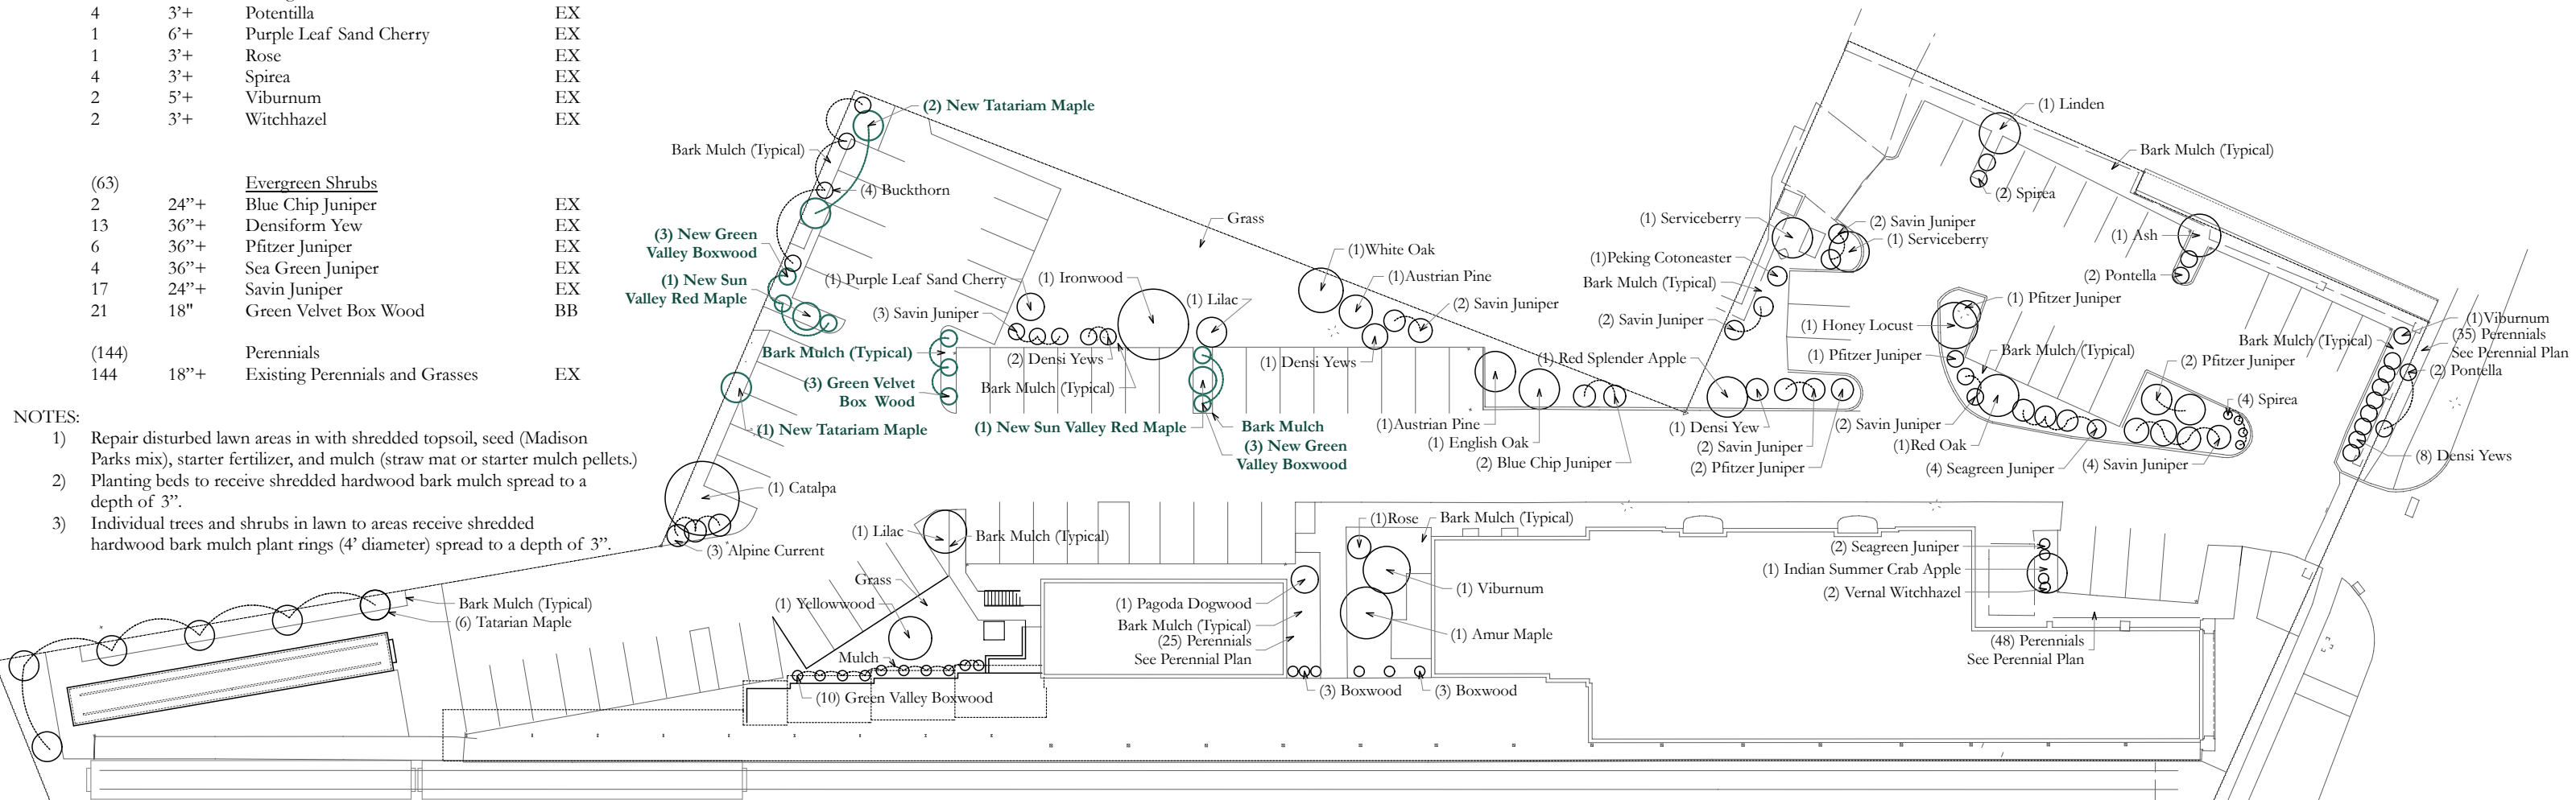 4 3'+ Potentilla EX
1 6'+ Purple Leaf Sand Cherry EX
1 3'+ Rose EX
4 3'+ Spirea EX
2 5'+ Viburnum EX
2 3'+ Witchhazel EX
(63) Evergreen Shrubs
2 24"+ Blue Chip Juniper EX
13 36"+ Densiform Yew EX
6 36"+ Pfitzer Juniper EX
4 36"+ Sea Green Juniper EX
17 24"+ Savin Juniper EX
21 18" Green Velvet Box Wood BB
(144) Perennials
144 18"+ Existing Perennials and Grasses EX
NOTES:
1) Repair disturbed lawn areas in with shredded topsoil, seed (Madison
Parks mix), starter fertilizer, and mulch (straw mat or starter mulch pellets.)
2) Planting beds to receive shredded hardwood bark mulch spread to a
depth of 3".
3) Individual trees and shrubs in lawn to areas receive shredded
hardwood bark mulch plant rings (4' diameter) spread to a depth of 3".
(2) New Tatariam Maple
Bark Mulch (Typical)
(4) Buckthorn
(3) New Green
Valley Boxwood
(1) New Sun
Valley Red Maple
(1) Purple Leaf Sand Cherry
(1) Ironwood
Grass
(1) Lilac
(3) Savin Juniper
Bark Mulch (Typical)
(2) Densi Yews
Bark Mulch (Typical)
(3) Green Velvet
Box Wood
(1) New Tatariam Maple
(1) New Sun Valley Red Maple
Bark Mulch
(3) New Green
Valley Boxwood
(1) Catalpa
(3) Alpine Current
(1)White Oak
(1)Austrian Pine
(2) Savin Juniper
(1) Densi Yews
(1)Austrian Pine
(1) English Oak
(2) Blue Chip Juniper
(1)Red Splender Apple
(1) Densi Yew
(2) Savin Juniper
(2) Pfitzer Juniper
(1) Serviceberry
(2) Savin Juniper
(1) Serviceberry
(1)Peking Cotoneaster
Bark Mulch (Typical)
(2) Savin Juniper
(1) Linden
Bark Mulch (Typical)
(2) Spirea
(1) Ash
(2) Pontella
(1) Pfitzer Juniper
(1) Honey Locust
(1) Pfitzer Juniper
Bark Mulch (Typical)
(2) Savin Juniper
(1)Red Oak
(4) Seagreen Juniper
(2) Pfitzer Juniper
(4) Spirea
(4) Savin Juniper
Bark Mulch (Typical)
(1)Viburnum
(35) Perennials
See Perennial Plan
(2) Pontella
(8) Densi Yews
Bark Mulch (Typical)
(6) Tatarian Maple
(1) Lilac
Bark Mulch (Typical)
Grass
(1) Yellowwood
Mulch
(10) Green Valley Boxwood
(1)Rose
Bark Mulch (Typical)
(1) Viburnum
(1) Pagoda Dogwood
Bark Mulch (Typical)
(25) Perennials
See Perennial Plan
(1) Amur Maple
(3) Boxwood
(3) Boxwood
(2) Seagreen Juniper
(1) Indian Summer Crab Apple
(2) Vernal Witchhazel
(48) Perennials
See Perennial Plan